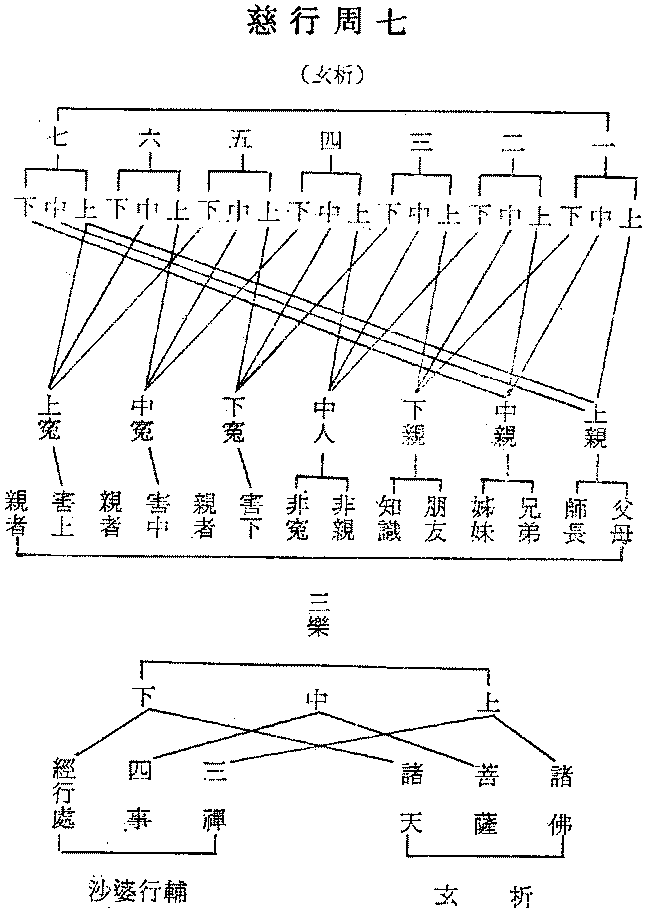 七周行慈
（析玄）
一 二 三 四 五 六 七
上中下 上中下 上中下 上中下 上中下 上中下 上中下
上親 中親 下親 中人 下寃 中寃 上寃
父母 師長 兄弟 姊妹 朋友 知識 非親 非寃 害下 親者 害中 親者 害上 親者
三樂
上 中 下
諸佛 菩薩 諸天 三禪 四事 經行處
析玄 輔行婆沙